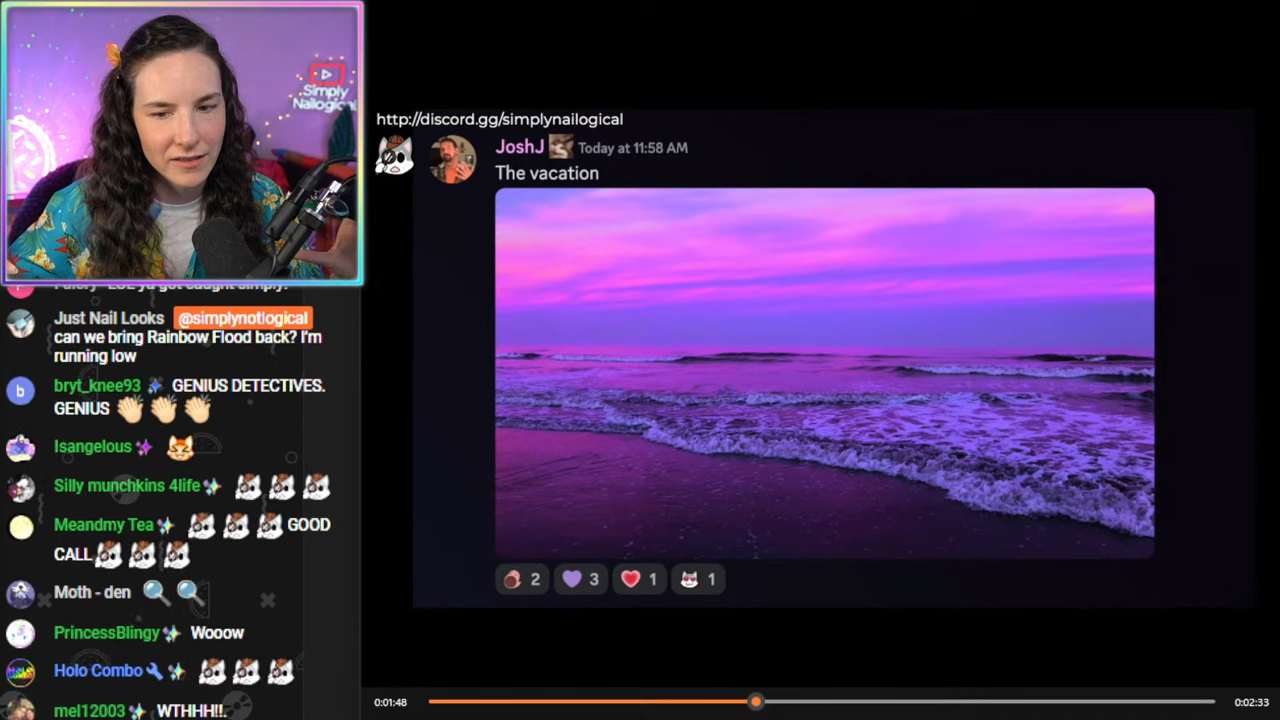 Simply
Nailogical
http://discord.gg/simplynailogical
JoshJ Today at 11:58 AM
The vacation
2 3 1 1
Just Nail Looks @simplynotlogical
can we bring Rainbow Flood back? I'm
running low
b
bryt_knee93 GENIUS DETECTIVES.
GENIUS
Isangelous
Silly munchkins 4life
Meandmy Tea GOOD
CALL
Moth - den
PrincessBlingy Wooow
Holo Combo
mel12003 WTHHH!!.
0:01:48
0:02:33